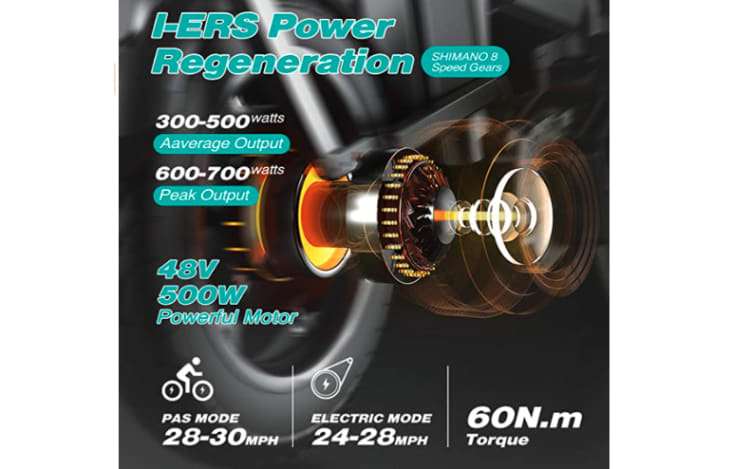 I-ERS Power
Regeneration
SHIMANO 8
Speed Gears
300-500watts
Aaverage Output
600-700watts
Peak Output
48V
500W
Powerful Motor
PAS MODE
28-30MPH
ELECTRIC MODE
24-28MPH
60N.m
Torque